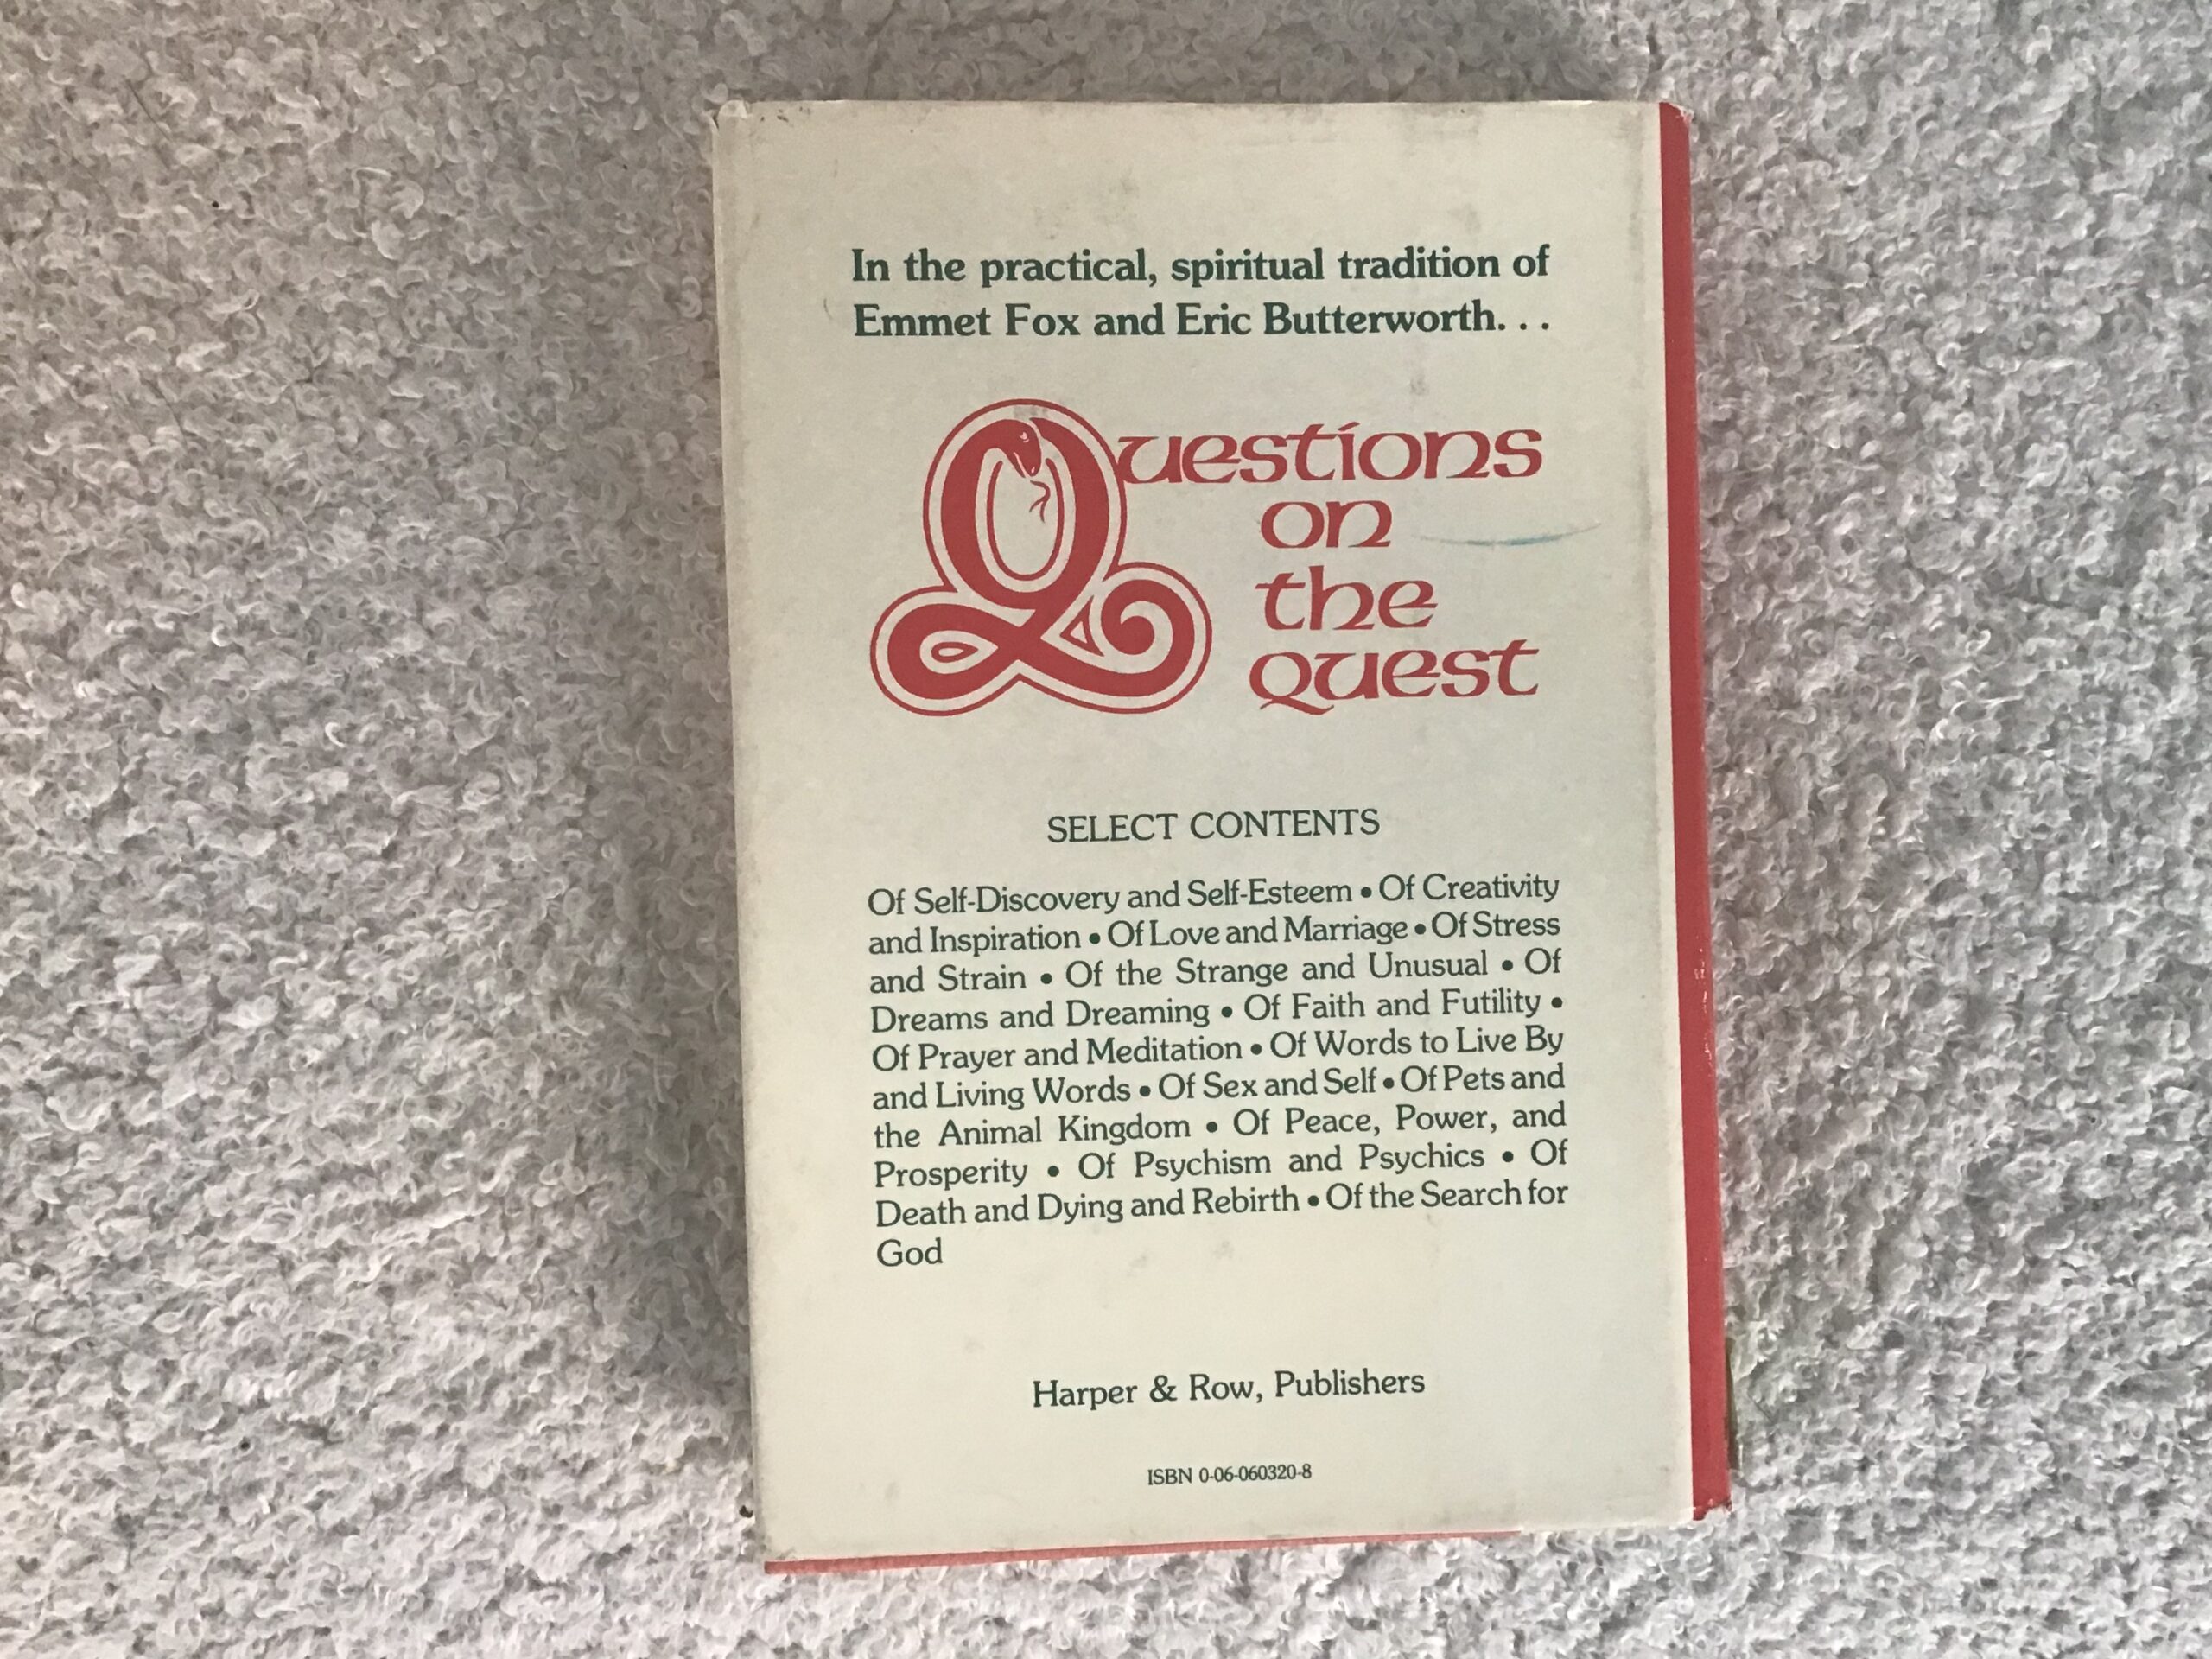 In the practical, spiritual tradition of
Emmet Fox and Eric Butterworth. . .
Questions
on
the
Quest
SELECT CONTENTS
Of Self-Discovery and Self-Esteem • Of Creativity
and Inspiration • Of Love and Marriage • Of Stress
and Strain • Of the Strange and Unusual • Of
Dreams and Dreaming • Of Faith and Futility •
Of Prayer and Meditation • Of Words to Live By
and Living Words • Of Sex and Self • Of Pets and
the Animal Kingdom • Of Peace, Power, and
Prosperity • Of Psychism and Psychics • Of
Death and Dying and Rebirth • Of the Search for
God
Harper & Row, Publishers
ISBN 0-06-060320-8